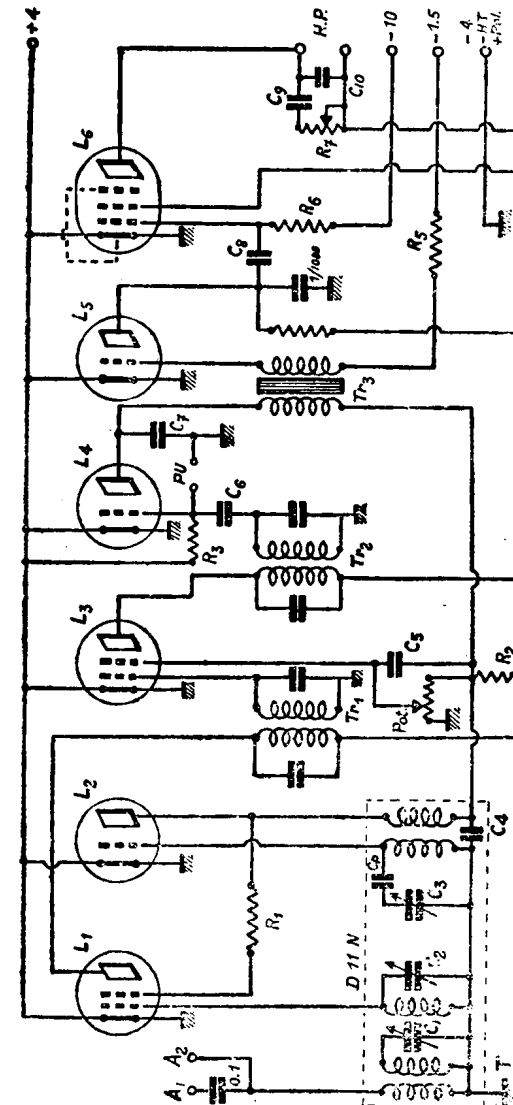 +4
L1
L2
L3
L4
L5
L6
A1
A2
0.1
R1
D 11 N
Cp
C3
C4
T
Tr1
Pot.
C5
R2
Tr2
C6
R3
PU
C7
Tr3
1/1000
C8
R6
R5
C9
R7
C10
H.P.
-10
-1.5
-4
-HT
+Pol.